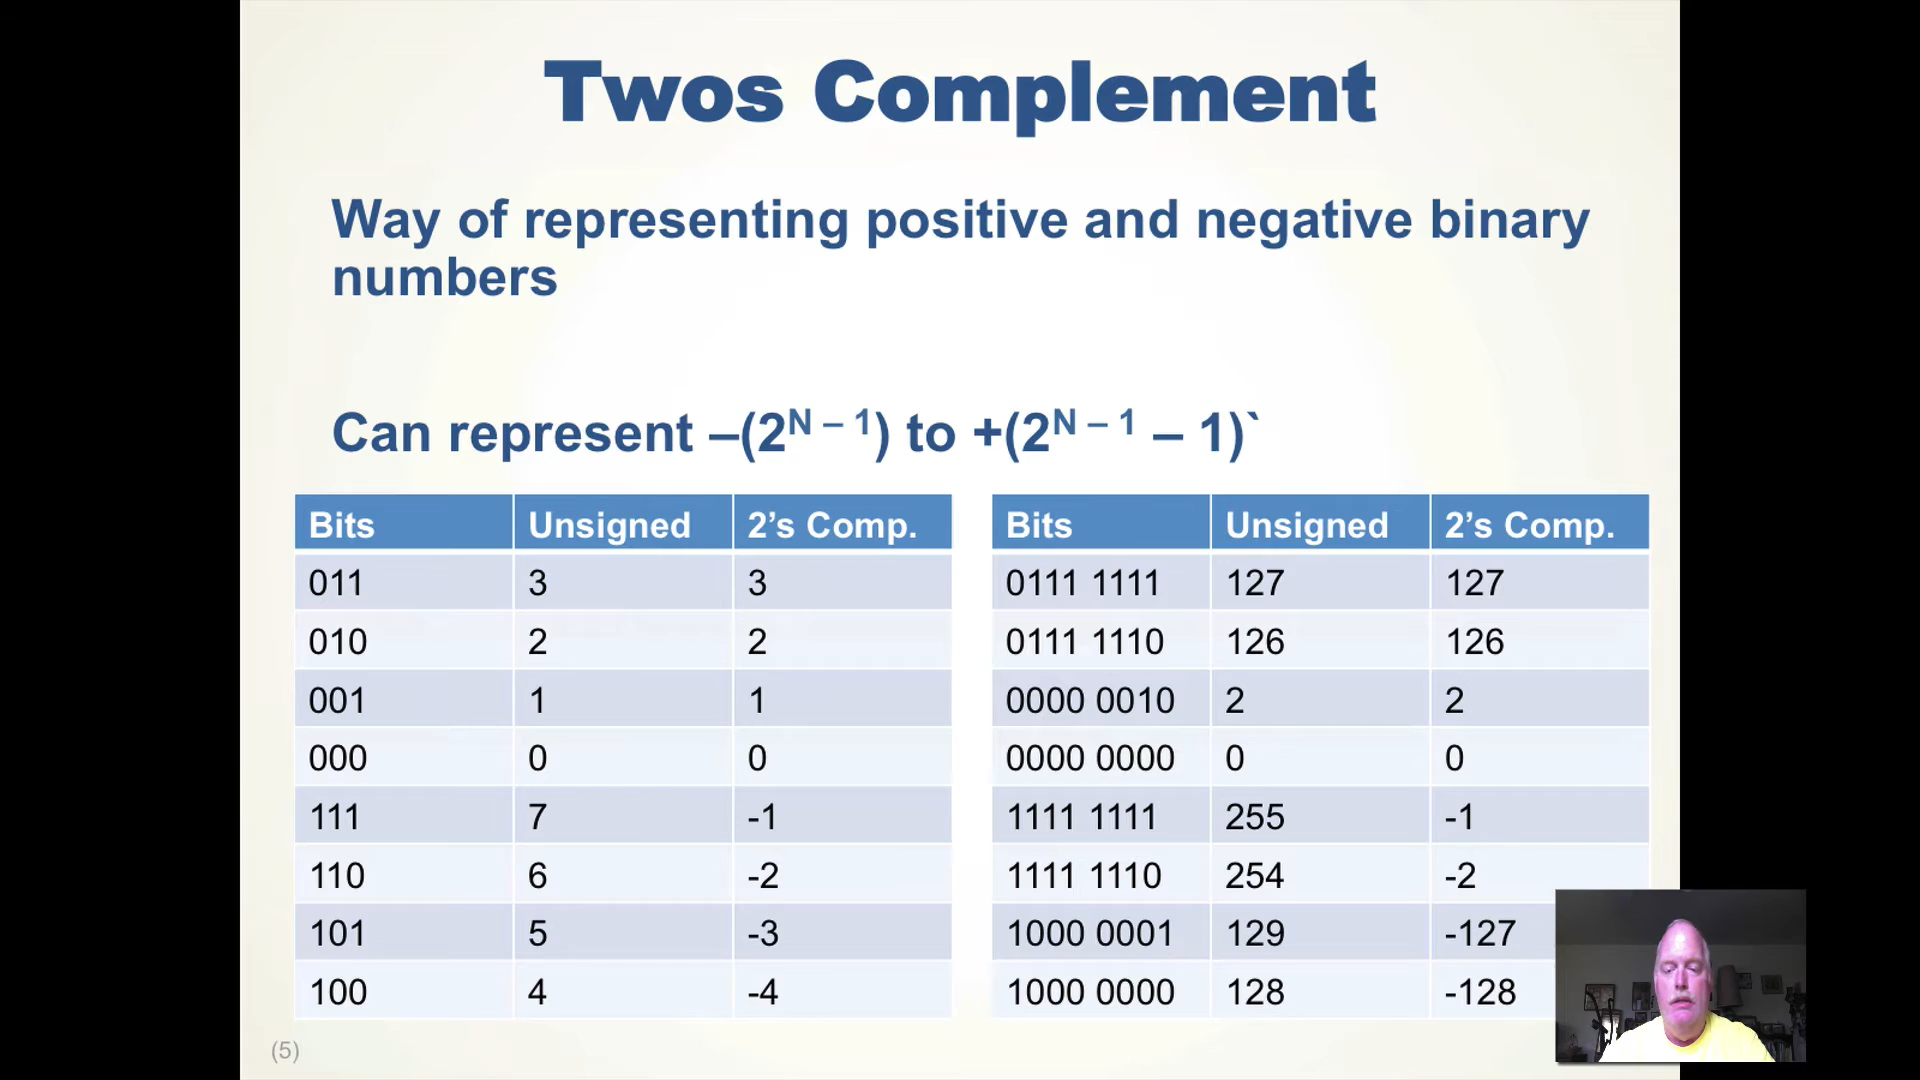 Twos Complement
Way of representing positive and negative binary
numbers
Can represent –(2^N – 1) to +(2^N – 1 – 1)`
Bits Unsigned 2’s Comp.
011 3 3
010 2 2
001 1 1
000 0 0
111 7 -1
110 6 -2
101 5 -3
100 4 -4
Bits Unsigned 2’s Comp.
0111 1111 127 127
0111 1110 126 126
0000 0010 2 2
0000 0000 0 0
1111 1111 255 -1
1111 1110 254 -2
1000 0001 129 -127
1000 0000 128 -128
(5)